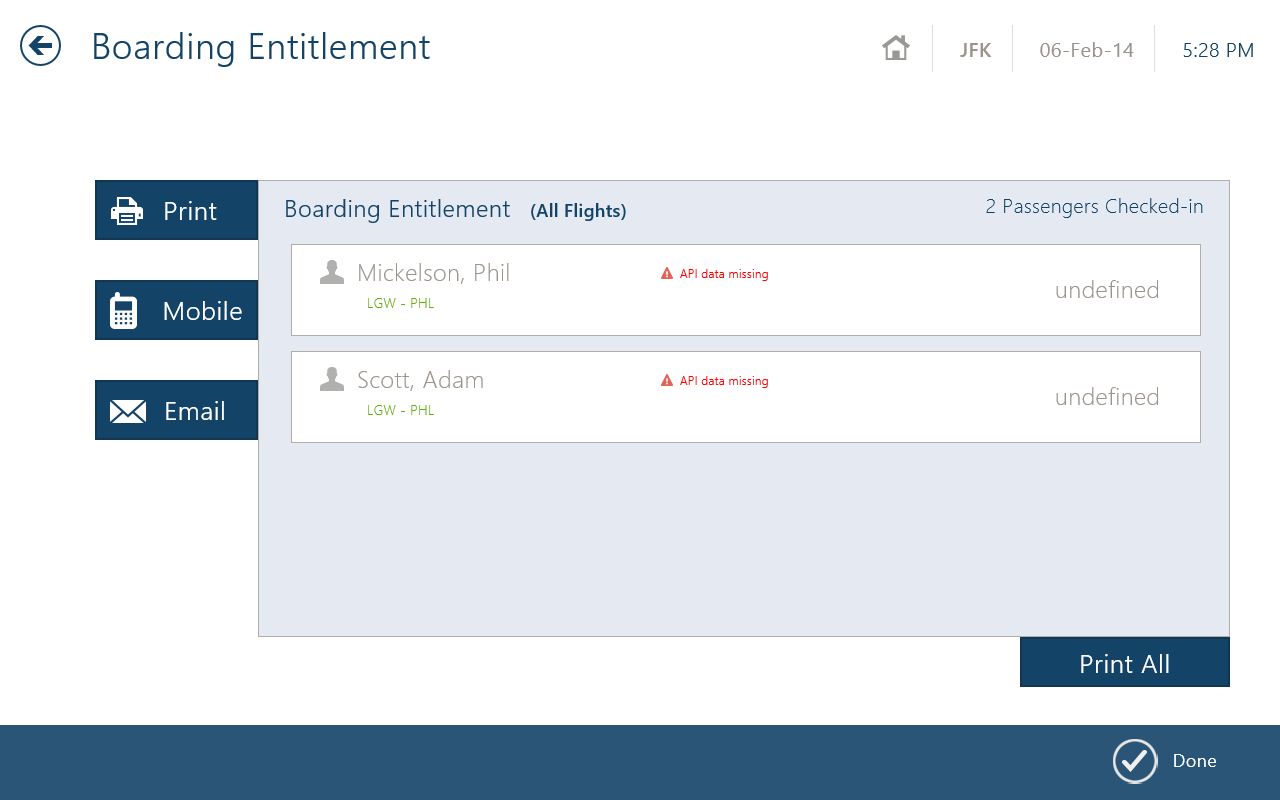 Boarding Entitlement
JFK
06-Feb-14
5:28 PM
Print
Mobile
Email
Boarding Entitlement (All Flights)
2 Passengers Checked-in
Mickelson, Phil
API data missing
LGW - PHL
undefined
Scott, Adam
API data missing
LGW - PHL
undefined
Print All
Done